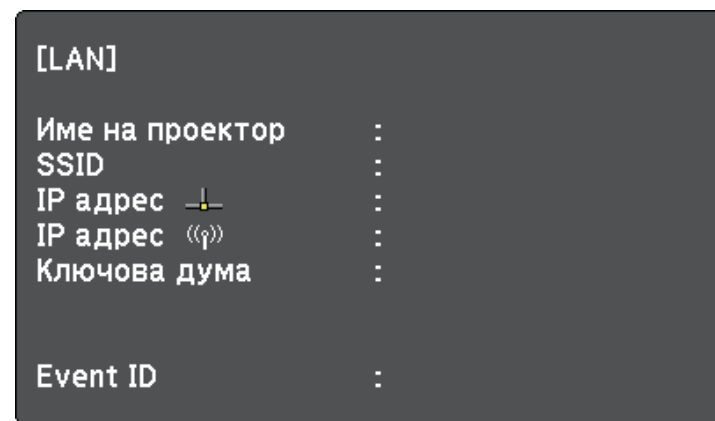 [LAN]
Име на проектор :
SSID :
IP адрес :
IP адрес :
Ключова дума :
Event ID :